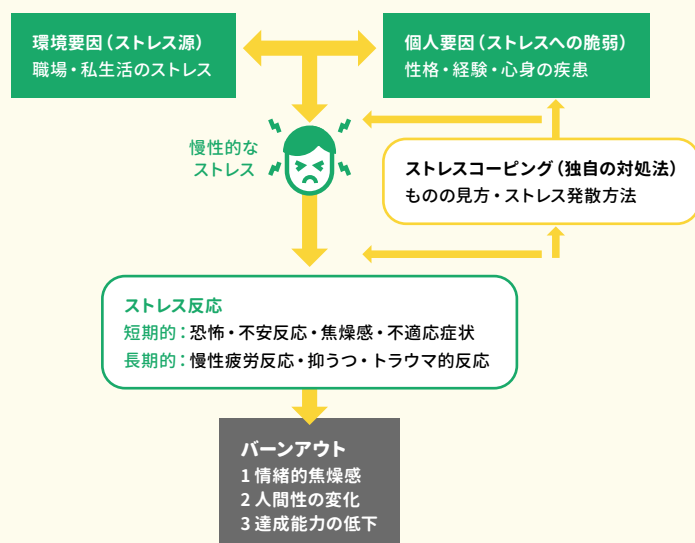 環境要因（ストレス源）
職場・私生活のストレス
個人要因（ストレスへの脆弱）
性格・経験・心身の疾患
慢性的な
ストレス
ストレスコーピング（独自の対処法）
ものの見方・ストレス発散方法
ストレス反応
短期的：恐怖・不安反応・焦燥感・不適応症状
長期的：慢性疲労反応・抑うつ・トラウマ的反応
バーンアウト
1 情緒的焦燥感
2 人間性の変化
3 達成能力の低下